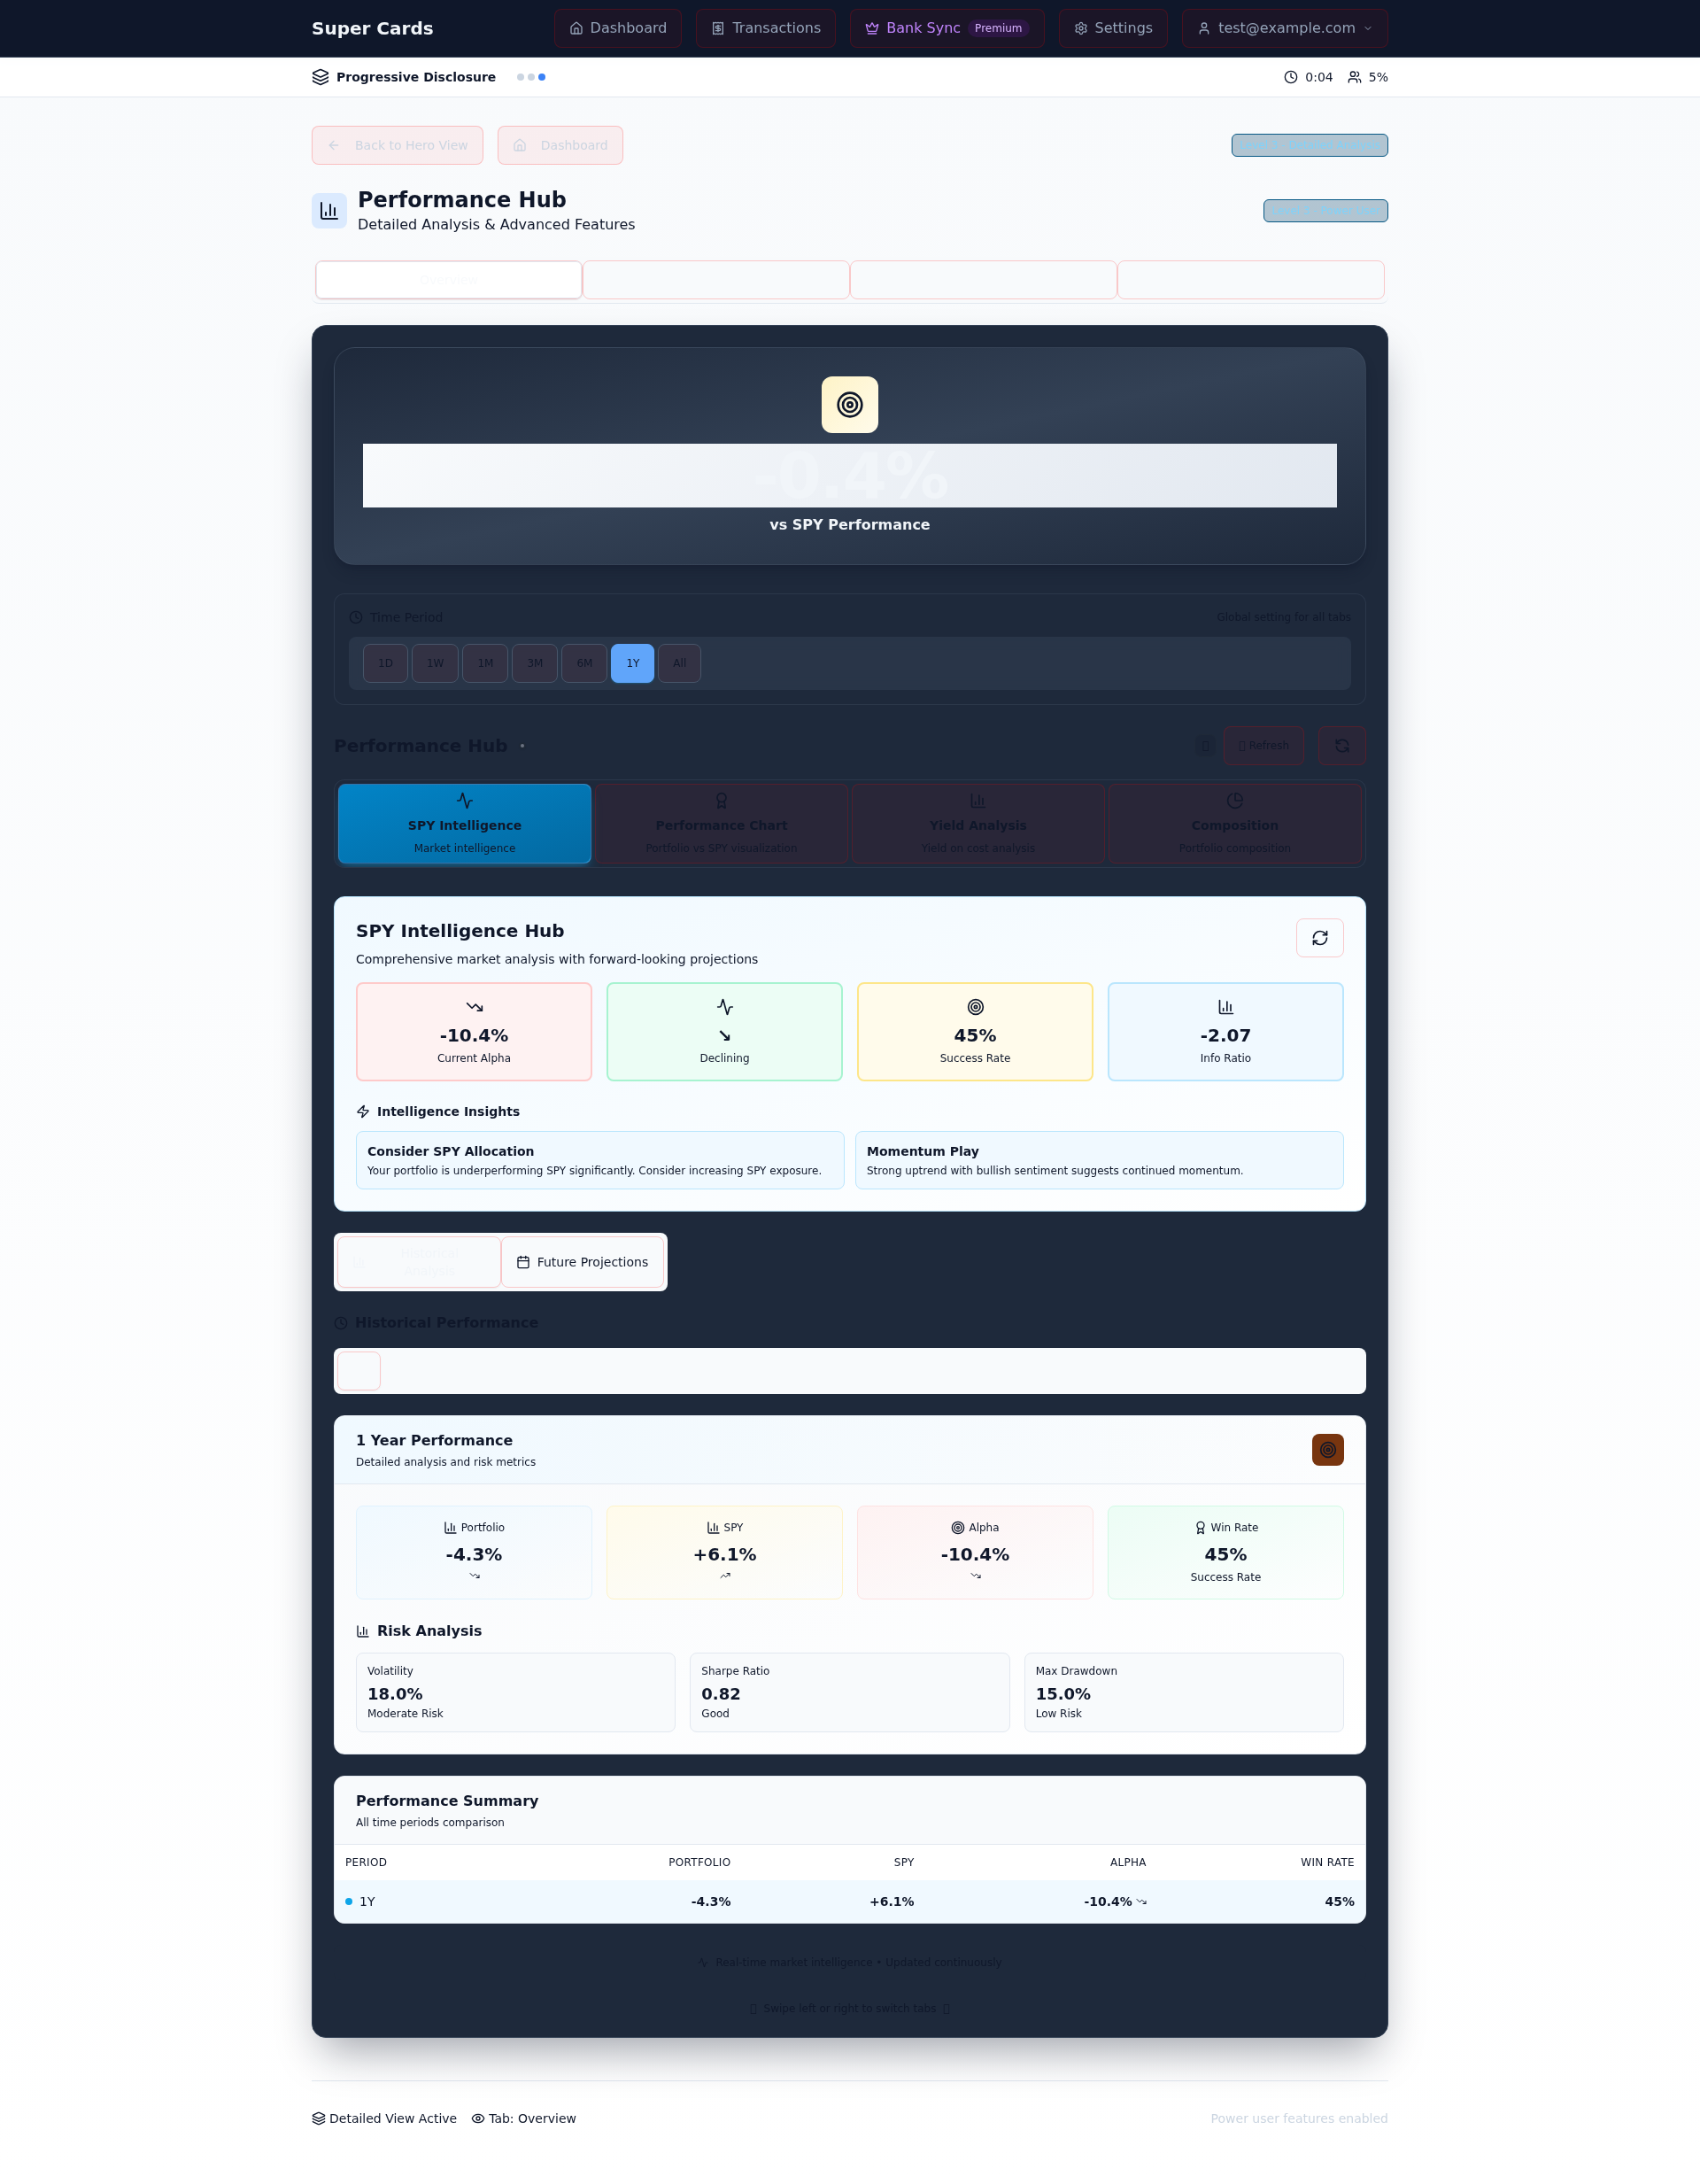 Super Cards
Dashboard
Transactions
Bank Sync Premium
Settings
test@example.com
Progressive Disclosure
0:04
5%
Back to Hero View
Dashboard
Performance Hub
Detailed Analysis & Advanced Features
-0.4%
vs SPY Performance
Time Period
Global setting for all tabs
1D
1W
1M
3M
6M
1Y
All
Performance Hub •
Refresh
SPY Intelligence
Market intelligence
Performance Chart
Portfolio vs SPY visualization
Yield Analysis
Yield on cost analysis
Composition
Portfolio composition
SPY Intelligence Hub
Comprehensive market analysis with forward-looking projections
-10.4%
Current Alpha
↘
Declining
45%
Success Rate
-2.07
Info Ratio
Intelligence Insights
Consider SPY Allocation
Your portfolio is underperforming SPY significantly. Consider increasing SPY exposure.
Momentum Play
Strong uptrend with bullish sentiment suggests continued momentum.
Historical
Analysis
Future Projections
Historical Performance
1 Year Performance
Detailed analysis and risk metrics
Portfolio
-4.3%
SPY
+6.1%
Alpha
-10.4%
Win Rate
45%
Success Rate
Risk Analysis
Volatility
18.0%
Moderate Risk
Sharpe Ratio
0.82
Good
Max Drawdown
15.0%
Low Risk
Performance Summary
All time periods comparison
PERIOD PORTFOLIO SPY ALPHA WIN RATE
1Y -4.3% +6.1% -10.4% 45%
Real-time market intelligence • Updated continuously
Swipe left or right to switch tabs
Detailed View Active
Tab: Overview
Power user features enabled